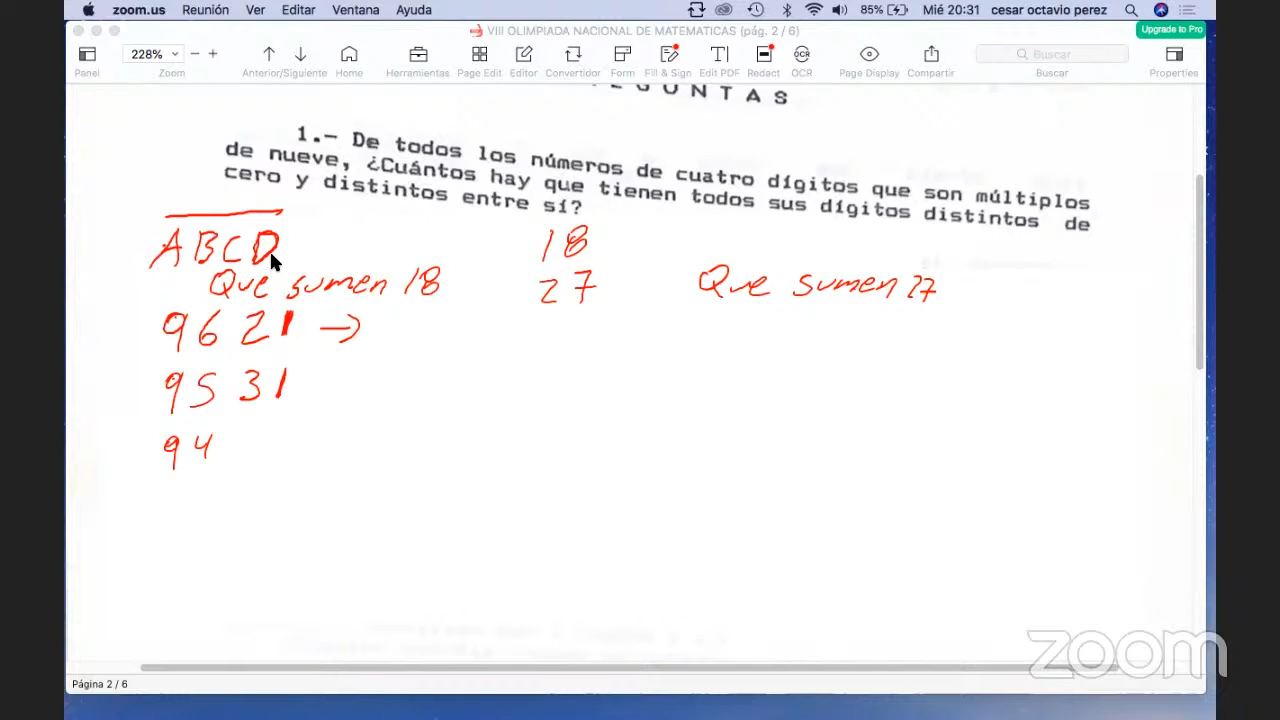 zoom.us Reunión Ver Editar Ventana Ayuda 85% Mié 20:31 cesar octavio perez
VIII OLIMPIADA NACIONAL DE MATEMATICAS (pág. 2 / 6)
Upgrade to Pro
228% Buscar
Panel Zoom Anterior/Siguiente Home Herramientas Page Edit Editor Convertidor Form Fill & Sign Edit PDF Redact OCR Page Display Compartir Buscar Properties
E G U N T A S
1.- De todos los números de cuatro dígitos que son múltiplos
de nueve, ¿Cuántos hay que tienen todos sus dígitos distintos de
cero y distintos entre sí?
ABCD 18
Que sumen 18 27 Que sumen 27
9621 →
9531
94
zoom
Página 2 / 6